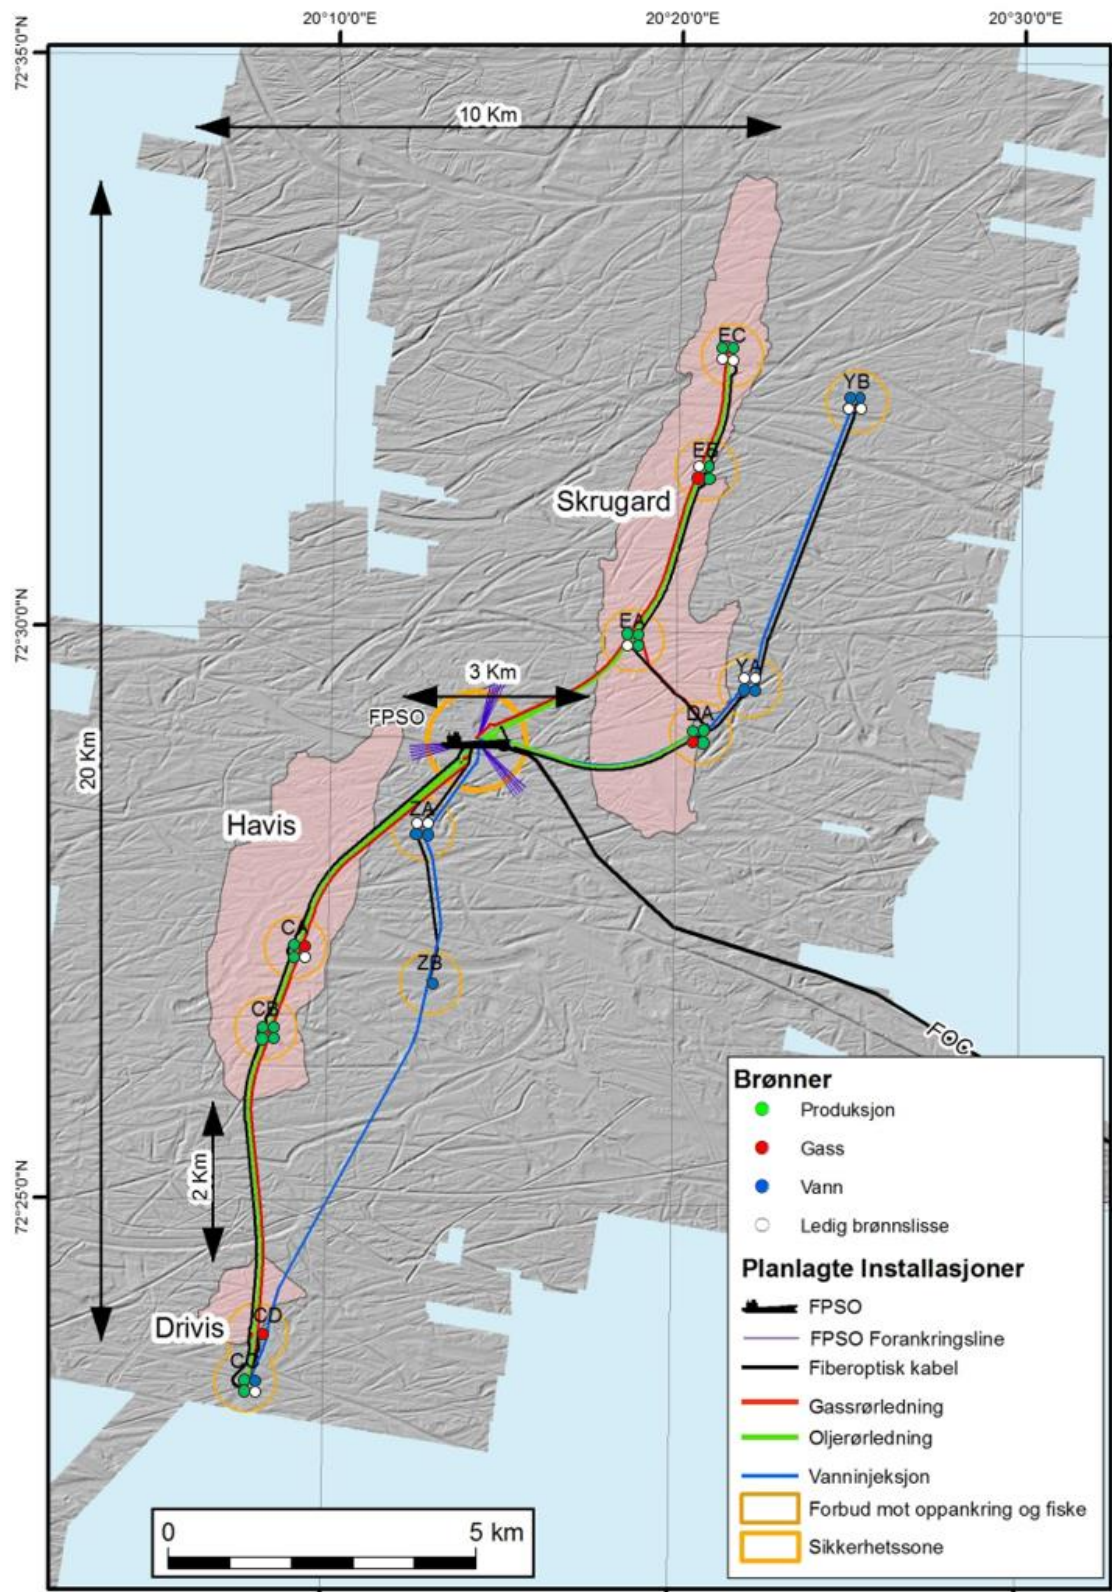 20°10'0"E
20°20'0"E
20°30'0"E
72°35'0"N
10 Km
EC
YB
EB
Skrugard
72°30'0"N
EA
3 Km
YA
FPSO
DA
20 Km
ZA
Havis
CA
ZB
CB
FOC
2 Km
72°25'0"N
CD
Drivis
CC
Brønner
Produksjon
Gass
Vann
Ledig brønnslisse
Planlagte Installasjoner
FPSO
FPSO Forankringsline
Fiberoptisk kabel
Gassrørledning
Oljerørledning
Vanninjeksjon
Forbud mot oppankring og fiske
Sikkerhetssone
0 5 km